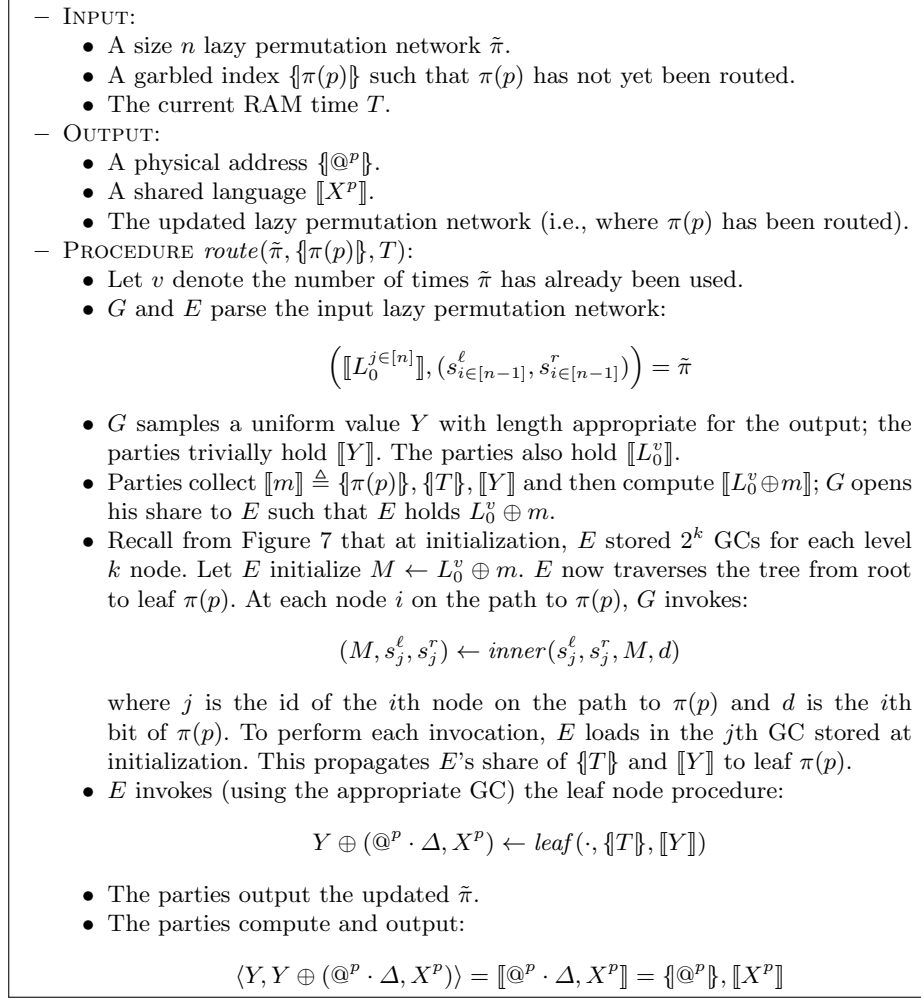 – INPUT:
• A size n lazy permutation network π̃.
• A garbled index {[π(p)]} such that π(p) has not yet been routed.
• The current RAM time T.
– OUTPUT:
• A physical address {[@^p]}.
• A shared language ⟦X^p⟧.
• The updated lazy permutation network (i.e., where π(p) has been routed).
– PROCEDURE route(π̃, {[π(p)]}, T):
• Let v denote the number of times π̃ has already been used.
• G and E parse the input lazy permutation network:
(⟦L_0^{j∈[n]}⟧, (s^ℓ_{i∈[n−1]}, s^r_{i∈[n−1]})) = π̃
• G samples a uniform value Y with length appropriate for the output; the
parties trivially hold ⟦Y⟧. The parties also hold ⟦L_0^v⟧.
• Parties collect ⟦m⟧ ≜ {[π(p)]}, {[T]}, ⟦Y⟧ and then compute ⟦L_0^v⊕m⟧; G opens
his share to E such that E holds L_0^v ⊕ m.
• Recall from Figure 7 that at initialization, E stored 2^k GCs for each level
k node. Let E initialize M ← L_0^v ⊕ m. E now traverses the tree from root
to leaf π(p). At each node i on the path to π(p), G invokes:
(M, s_j^ℓ, s_j^r) ← inner(s_j^ℓ, s_j^r, M, d)
where j is the id of the ith node on the path to π(p) and d is the ith
bit of π(p). To perform each invocation, E loads in the jth GC stored at
initialization. This propagates E's share of {[T]} and ⟦Y⟧ to leaf π(p).
• E invokes (using the appropriate GC) the leaf node procedure:
Y ⊕ (@^p · Δ, X^p) ← leaf(·, {[T]}, ⟦Y⟧)
• The parties output the updated π̃.
• The parties compute and output:
⟨Y, Y ⊕ (@^p · Δ, X^p)⟩ = ⟦@^p · Δ, X^p⟧ = {[@^p]}, ⟦X^p⟧